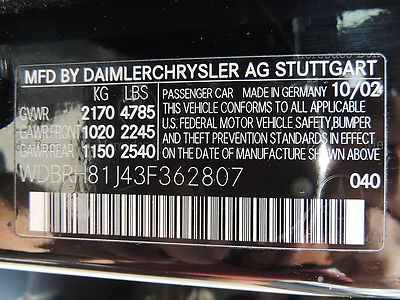 MFD BY DAIMLERCHRYSLER AG STUTTGART
KG LBS
GVWR 2170 4785
GAWR FRONT 1020 2245
GAWR REAR 1150 2540
PASSENGER CAR MADE IN GERMANY 10/02
THIS VEHICLE CONFORMS TO ALL APPLICABLE
U.S. FEDERAL MOTOR VEHICLE SAFETY, BUMPER
AND THEFT PREVENTION STANDARDS IN EFFECT
ON THE DATE OF MANUFACTURE SHOWN ABOVE
WDBRH81J43F362807
040